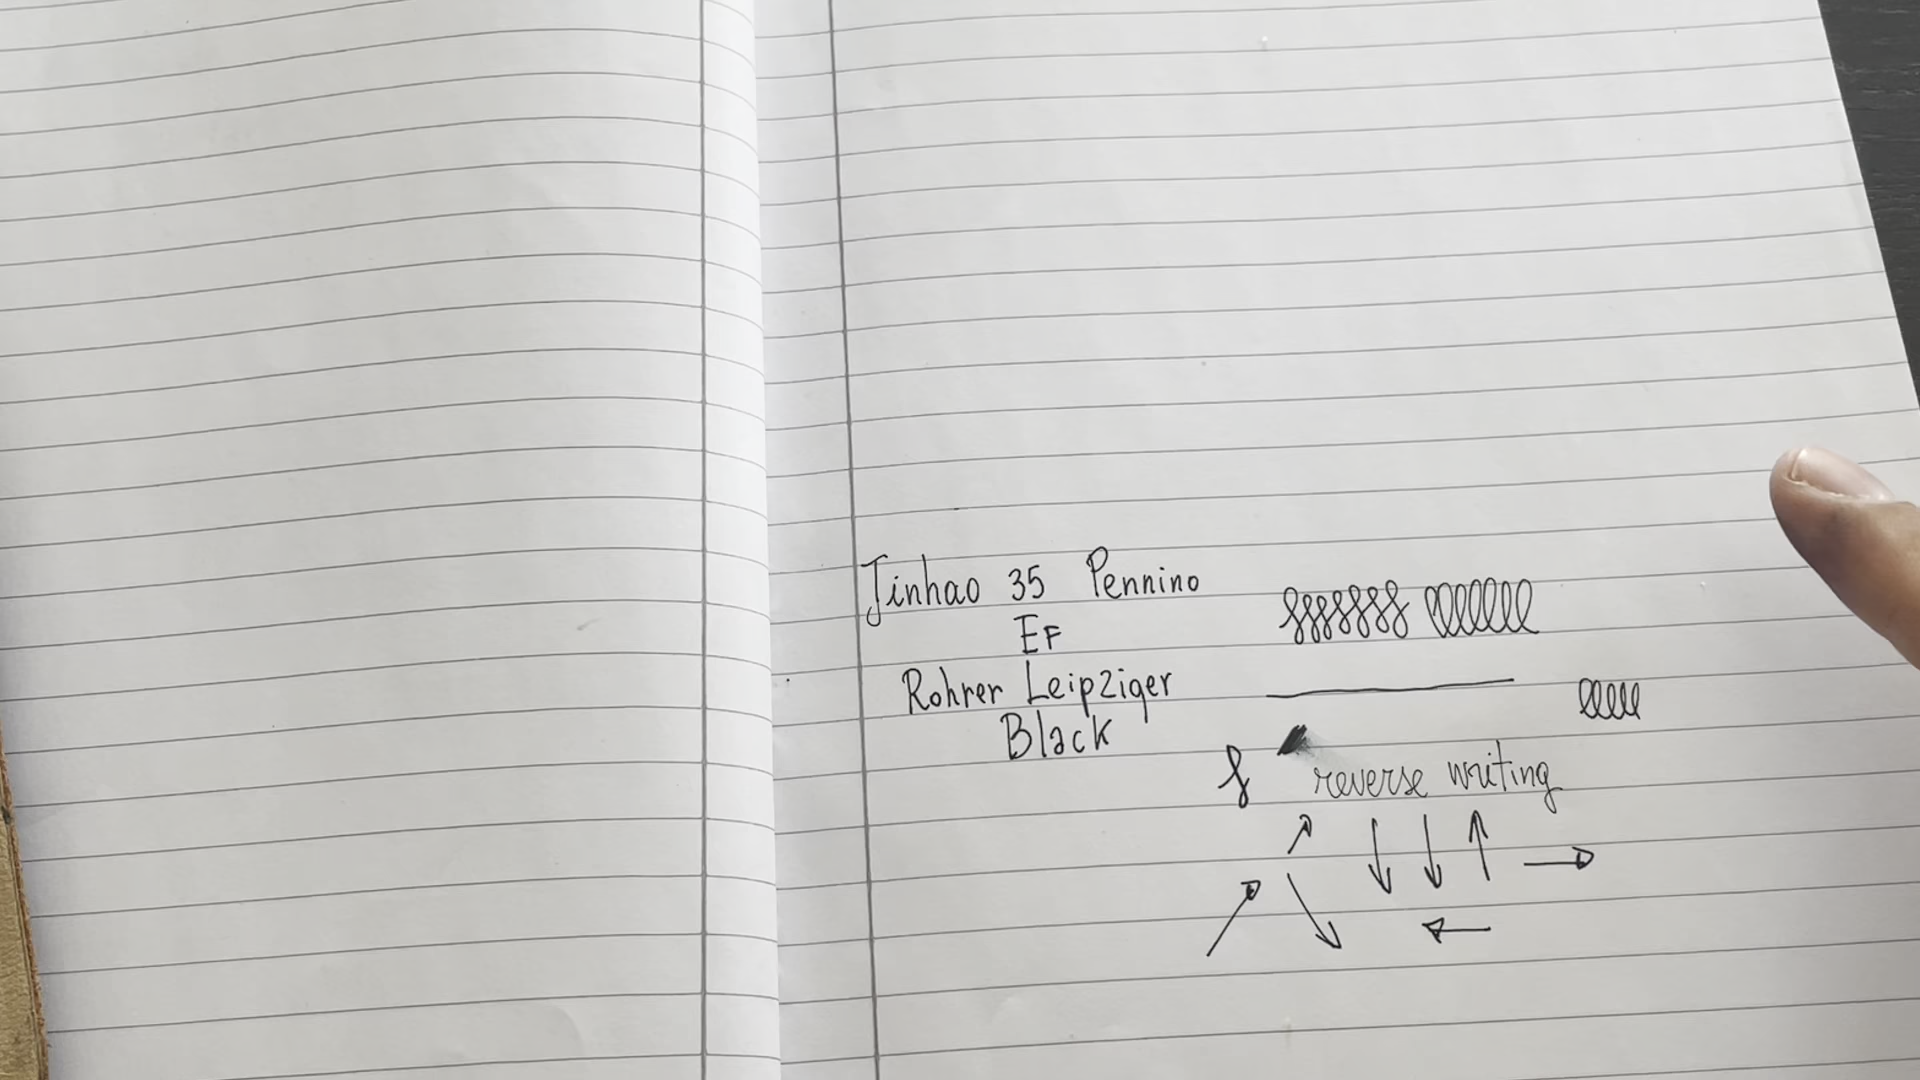 Jinhao 35 Pennino
EF
Rohrer Leipziger
Black
reverse writing